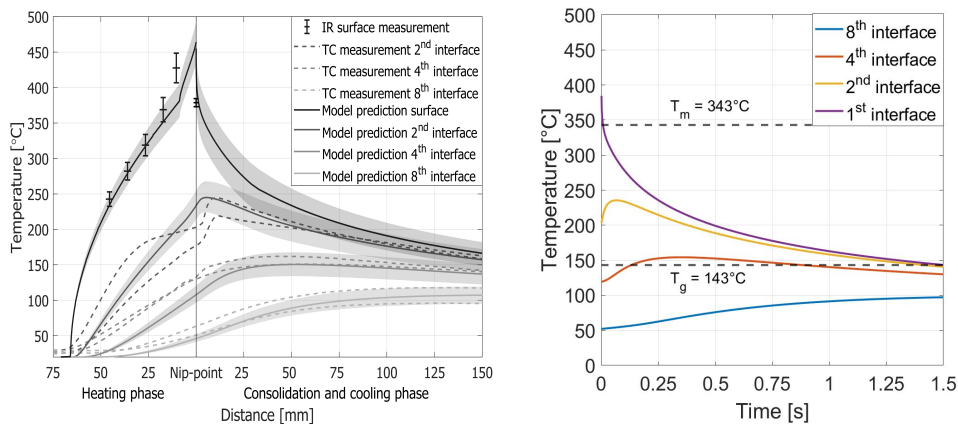 500
450
400
350
300
250
200
150
100
50
Temperature [°C]
75
50
25
Nip-point
25
50
75
100
125
150
Heating phase
Consolidation and cooling phase
Distance [mm]
IR surface measurement
TC measurement 2nd interface
TC measurement 4th interface
TC measurement 8th interface
Model prediction surface
Model prediction 2nd interface
Model prediction 4th interface
Model prediction 8th interface
500
450
400
350
300
250
200
150
100
50
0
Temperature [°C]
0
0.25
0.5
0.75
1
1.25
1.5
Time [s]
8th interface
4th interface
2nd interface
1st interface
Tm = 343°C
Tg = 143°C